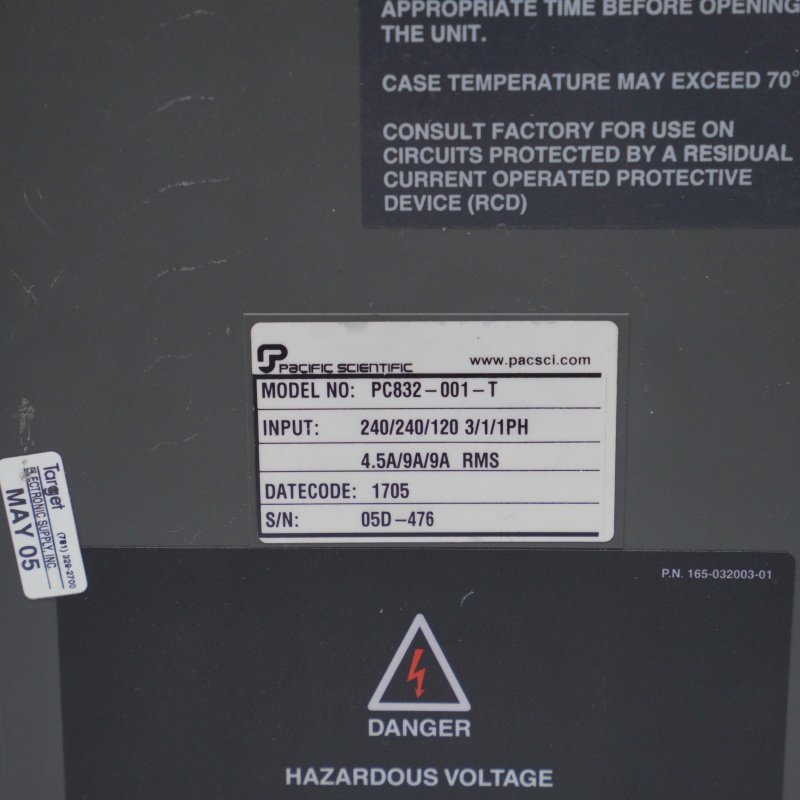 APPROPRIATE TIME BEFORE OPENING
THE UNIT.
CASE TEMPERATURE MAY EXCEED 70°
CONSULT FACTORY FOR USE ON
CIRCUITS PROTECTED BY A RESIDUAL
CURRENT OPERATED PROTECTIVE
DEVICE (RCD)
PACIFIC SCIENTIFIC www.pacsci.com
MODEL NO: PC832-001-T
INPUT: 240/240/120 3/1/1PH
4.5A/9A/9A RMS
DATECODE: 1705
S/N: 05D-476
Target (781) 329-2700
ELECTRONIC SUPPLY, INC.
MAY 05
P.N. 165-032003-01
DANGER
HAZARDOUS VOLTAGE